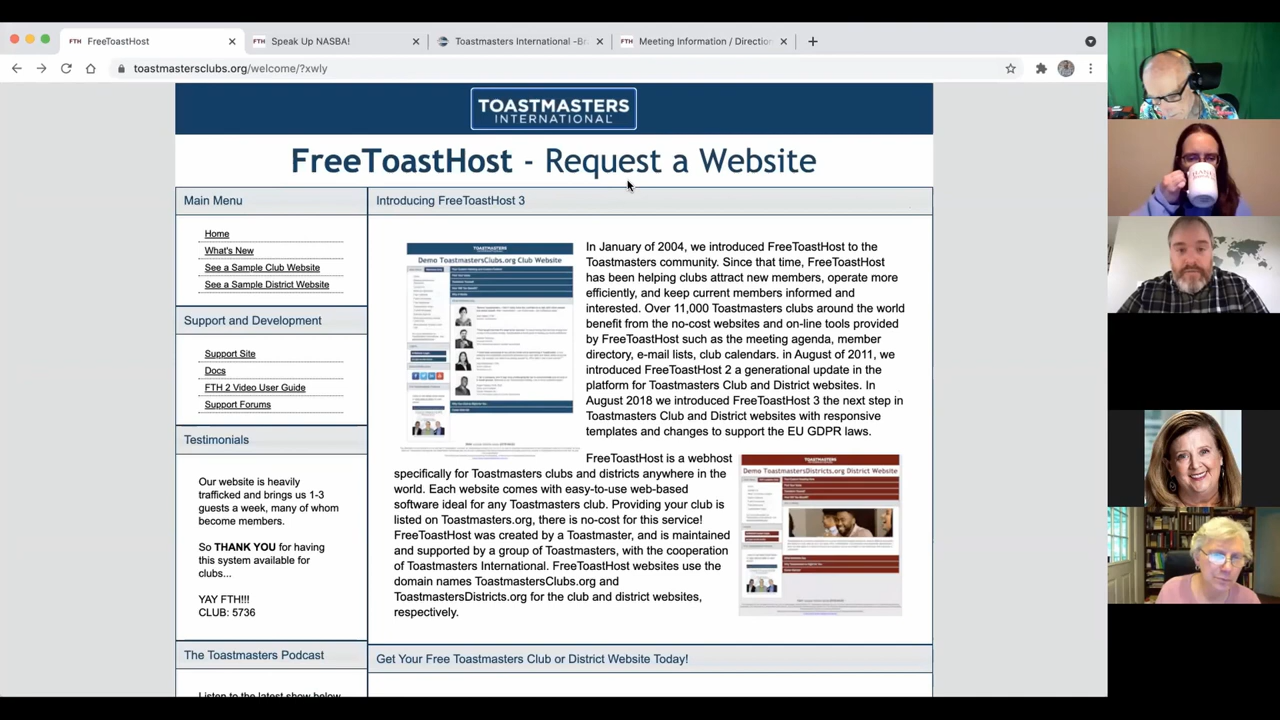 FreeToastHost
Speak Up NASBA!
Toastmasters International -Br
Meeting Information / Direction
toastmastersclubs.org/welcome/?xwly
TOASTMASTERS
INTERNATIONAL
FreeToastHost - Request a Website
Main Menu
Home
What's New
See a Sample Club Website
See a Sample District Website
Support and Development
Support Site
Docs
FTH 2 Video User Guide
Support Forums
Testimonials
Our website is heavily
trafficked and brings us 1-3
guests a week, many of whom
become members.
So THANK YOU for having
this system available for
clubs...
YAY FTH!!!
CLUB: 5736
The Toastmasters Podcast
Listen to the latest show below
Introducing FreeToastHost 3
TOASTMASTERS
Demo ToastmastersClubs.org Club Website
In January of 2004, we introduced FreeToastHost to the
Toastmasters community. Since that time, FreeToastHost
has been helping clubs attract new members, operate more
efficiently, and keep current members informed and
interested. Over 11,000 Toastmasters clubs around the world
benefit from the no-cost websites and on-line tools provided
by FreeToastHost such as the meeting agenda, member
directory, e-mail lists, club calendars. in August of 2011, we
introduced FreeToastHost 2 a generational update in the
platform for Toastmasters Club and District websites. In
August 2018 we introduced FreeToastHost 3 the next step in
Toastmasters Club and District websites with responsive
templates and changes to support the EU GDPR laws.
FreeToastHost is a webhost
specifically for Toastmasters clubs and districts anywhere in the
world. Each website comes with easy-to-use web-based
software ideal for any Toastmasters club. Providing your club is
listed on Toastmasters.org, there is no-cost for this service!
FreeToastHost was created by a Toastmaster, and is maintained
and supported by a group of Toastmasters, with the cooperation
of Toastmasters International. FreeToastHost websites use the
domain names ToastmastersClubs.org and
ToastmastersDistricts.org for the club and district websites,
respectively.
TOASTMASTERS
Demo ToastmastersDistricts.org District Website
Get Your Free Toastmasters Club or District Website Today!